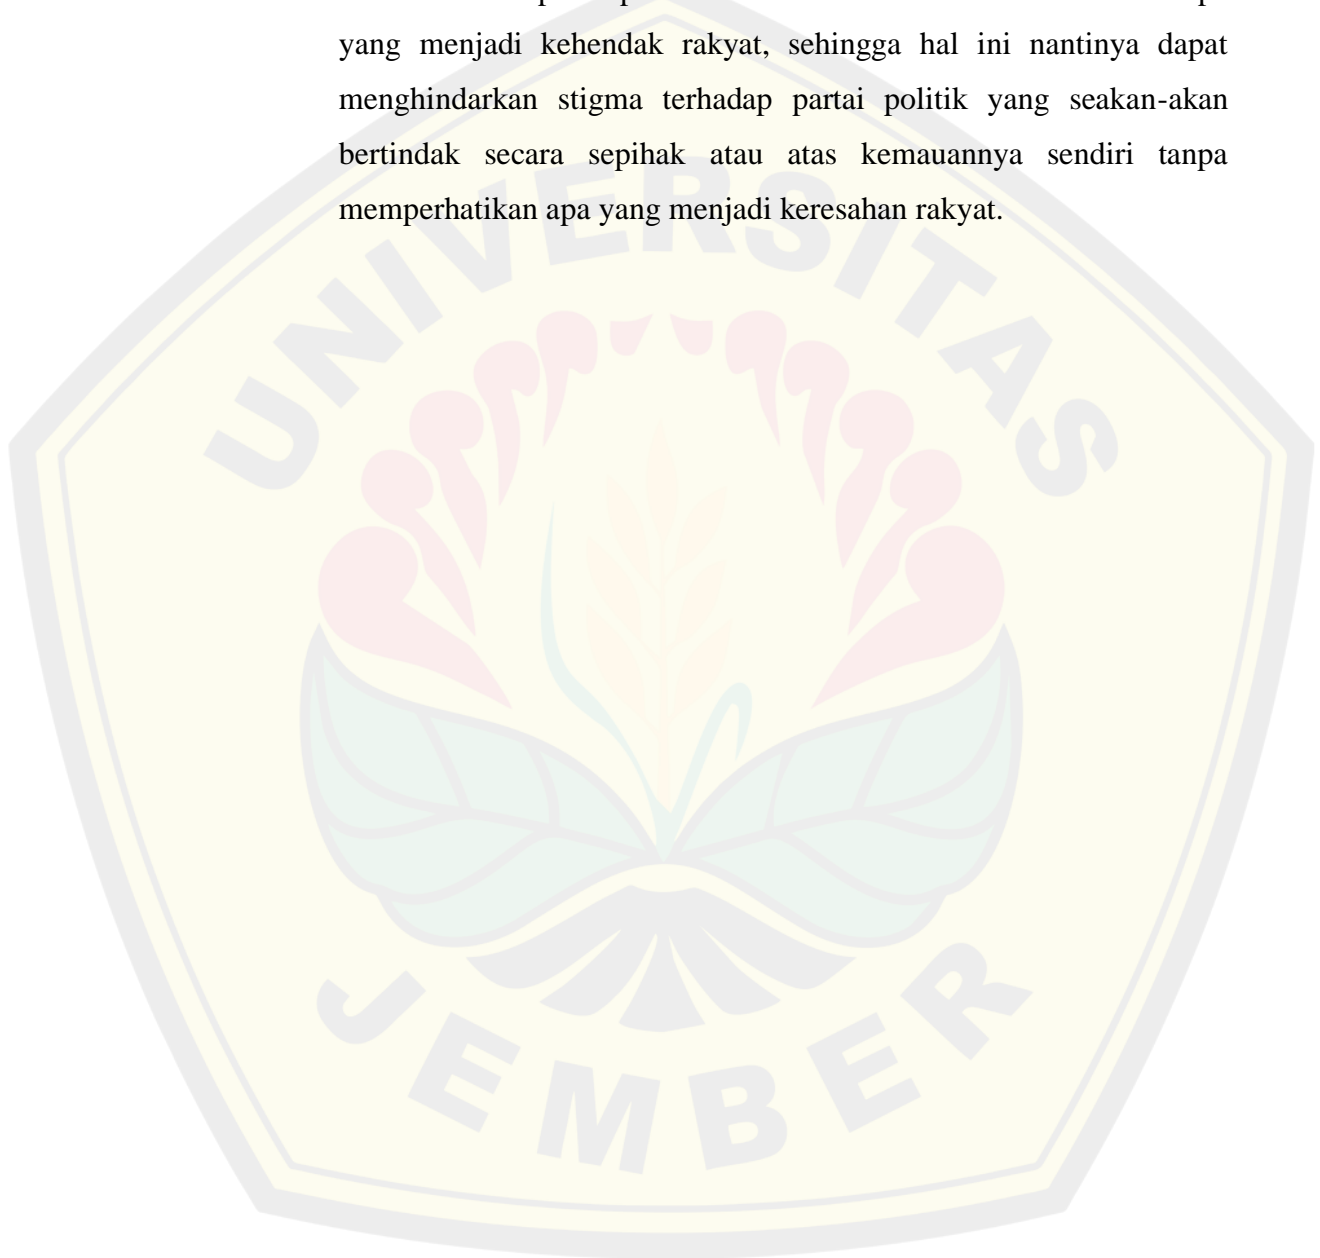 yang menjadi kehendak rakyat, sehingga hal ini nantinya dapat
menghindarkan stigma terhadap partai politik yang seakan-akan
bertindak secara sepihak atau atas kemauannya sendiri tanpa
memperhatikan apa yang menjadi keresahan rakyat.
UNIVERSITAS
JEMBER